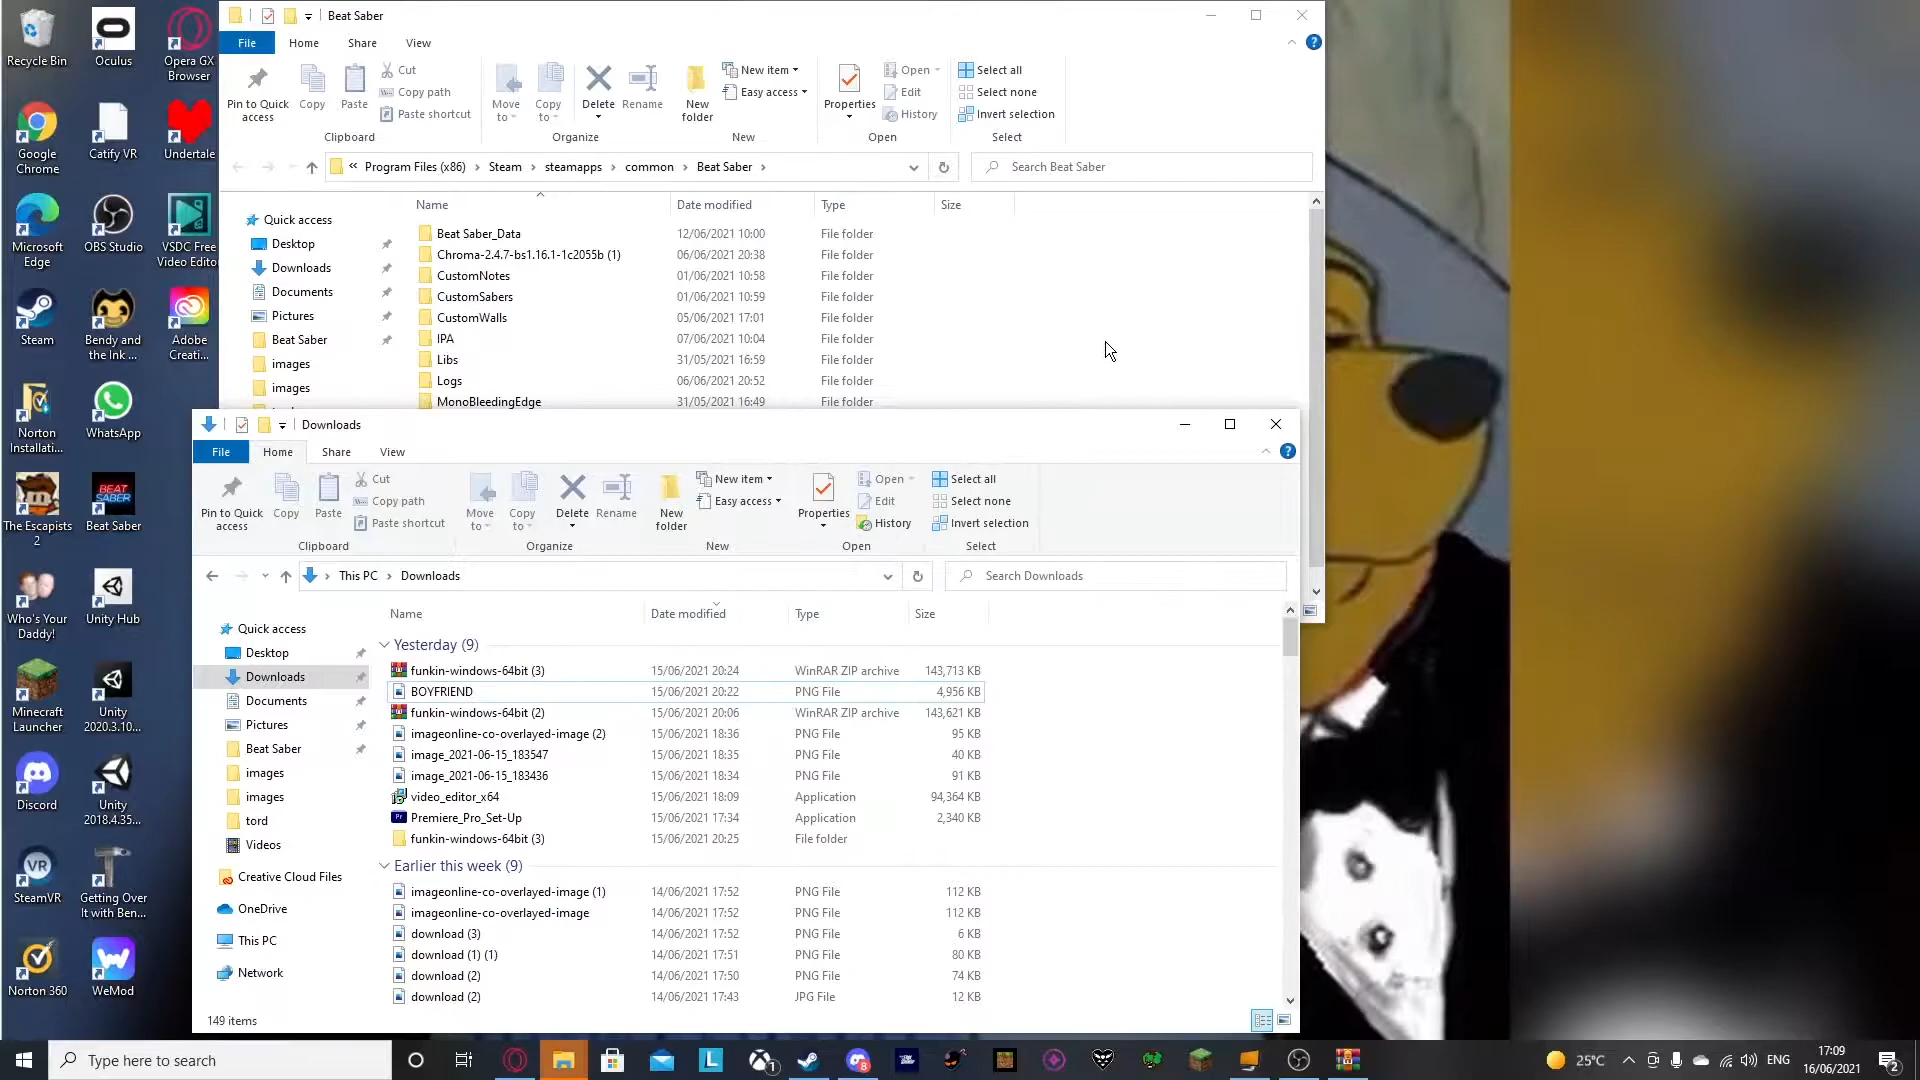 Recycle Bin
Oculus
Opera GX Browser
Google Chrome
Catify VR
Undertale
Microsoft Edge
OBS Studio
VSDC Free Video Edito
Steam
Bendy and the Ink ...
Adobe Creati...
Norton Installati...
WhatsApp
The Escapists 2
BEAT SABER
Beat Saber
Who's Your Daddy!
Unity Hub
Minecraft Launcher
Unity 2020.3.10...
Discord
Unity 2018.4.35...
SteamVR
Getting Over It with Ben...
Norton 360
WeMod
Beat Saber
File Home Share View
Pin to Quick access
Copy
Paste
Cut
Copy path
Paste shortcut
Clipboard
Move to
Copy to
Delete
Rename
Organize
New folder
New item
Easy access
New
Properties
Open
Edit
History
Open
Select all
Select none
Invert selection
Select
« Program Files (x86) › Steam › steamapps › common › Beat Saber ›
Search Beat Saber
Quick access
Desktop
Downloads
Documents
Pictures
Beat Saber
images
images
Name Date modified Type Size
Beat Saber_Data 12/06/2021 10:00 File folder
Chroma-2.4.7-bs1.16.1-1c2055b (1) 06/06/2021 20:38 File folder
CustomNotes 01/06/2021 10:58 File folder
CustomSabers 01/06/2021 10:59 File folder
CustomWalls 05/06/2021 17:01 File folder
IPA 07/06/2021 10:04 File folder
Libs 31/05/2021 16:59 File folder
Logs 06/06/2021 20:52 File folder
MonoBleedingEdge 31/05/2021 16:49 File folder
Downloads
File Home Share View
Pin to Quick access
Copy
Paste
Cut
Copy path
Paste shortcut
Clipboard
Move to
Copy to
Delete
Rename
Organize
New folder
New item
Easy access
New
Properties
Open
Edit
History
Open
Select all
Select none
Invert selection
Select
› This PC › Downloads
Search Downloads
Quick access
Desktop
Downloads
Documents
Pictures
Beat Saber
images
images
tord
Videos
Creative Cloud Files
OneDrive
This PC
Network
Name Date modified Type Size
Yesterday (9)
funkin-windows-64bit (3) 15/06/2021 20:24 WinRAR ZIP archive 143,713 KB
BOYFRIEND 15/06/2021 20:22 PNG File 4,956 KB
funkin-windows-64bit (2) 15/06/2021 20:06 WinRAR ZIP archive 143,621 KB
imageonline-co-overlayed-image (2) 15/06/2021 18:36 PNG File 95 KB
image_2021-06-15_183547 15/06/2021 18:35 PNG File 40 KB
image_2021-06-15_183436 15/06/2021 18:34 PNG File 91 KB
video_editor_x64 15/06/2021 18:09 Application 94,364 KB
Premiere_Pro_Set-Up 15/06/2021 17:34 Application 2,340 KB
funkin-windows-64bit (3) 15/06/2021 20:25 File folder
Earlier this week (9)
imageonline-co-overlayed-image (1) 14/06/2021 17:52 PNG File 112 KB
imageonline-co-overlayed-image 14/06/2021 17:52 PNG File 112 KB
download (3) 14/06/2021 17:52 PNG File 6 KB
download (1) (1) 14/06/2021 17:51 PNG File 80 KB
download (2) 14/06/2021 17:50 PNG File 74 KB
download (2) 14/06/2021 17:43 JPG File 12 KB
149 items
Type here to search
25°C
ENG
17:09
16/06/2021
2